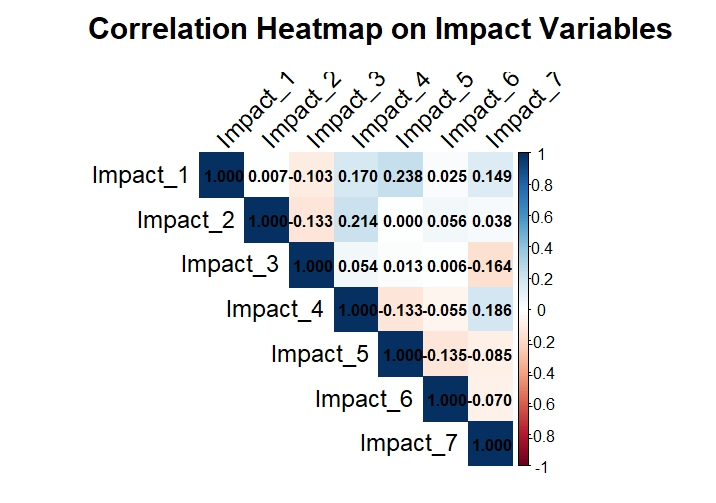 Correlation Heatmap on Impact Variables
Impact_1
Impact_2
Impact_3
Impact_4
Impact_5
Impact_6
Impact_7
Impact_1 1.000 0.007 -0.103 0.170 0.238 0.025 0.149
Impact_2 1.000 -0.133 0.214 0.000 0.056 0.038
Impact_3 1.000 0.054 0.013 0.006 -0.164
Impact_4 1.000 -0.133 -0.055 0.186
Impact_5 1.000 -0.135 -0.085
Impact_6 1.000 -0.070
Impact_7 1.000
1
0.8
0.6
0.4
0.2
0
-0.2
-0.4
-0.6
-0.8
-1